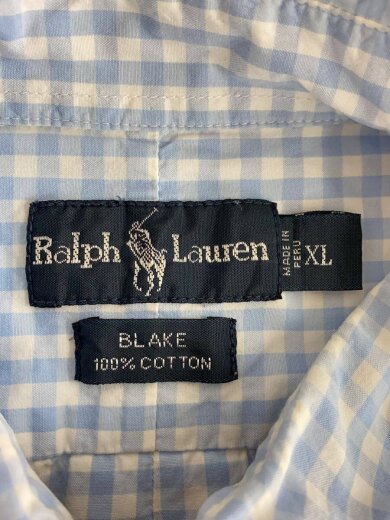 Ralph Lauren
MADE IN
PERU
XL
BLAKE
100% COTTON